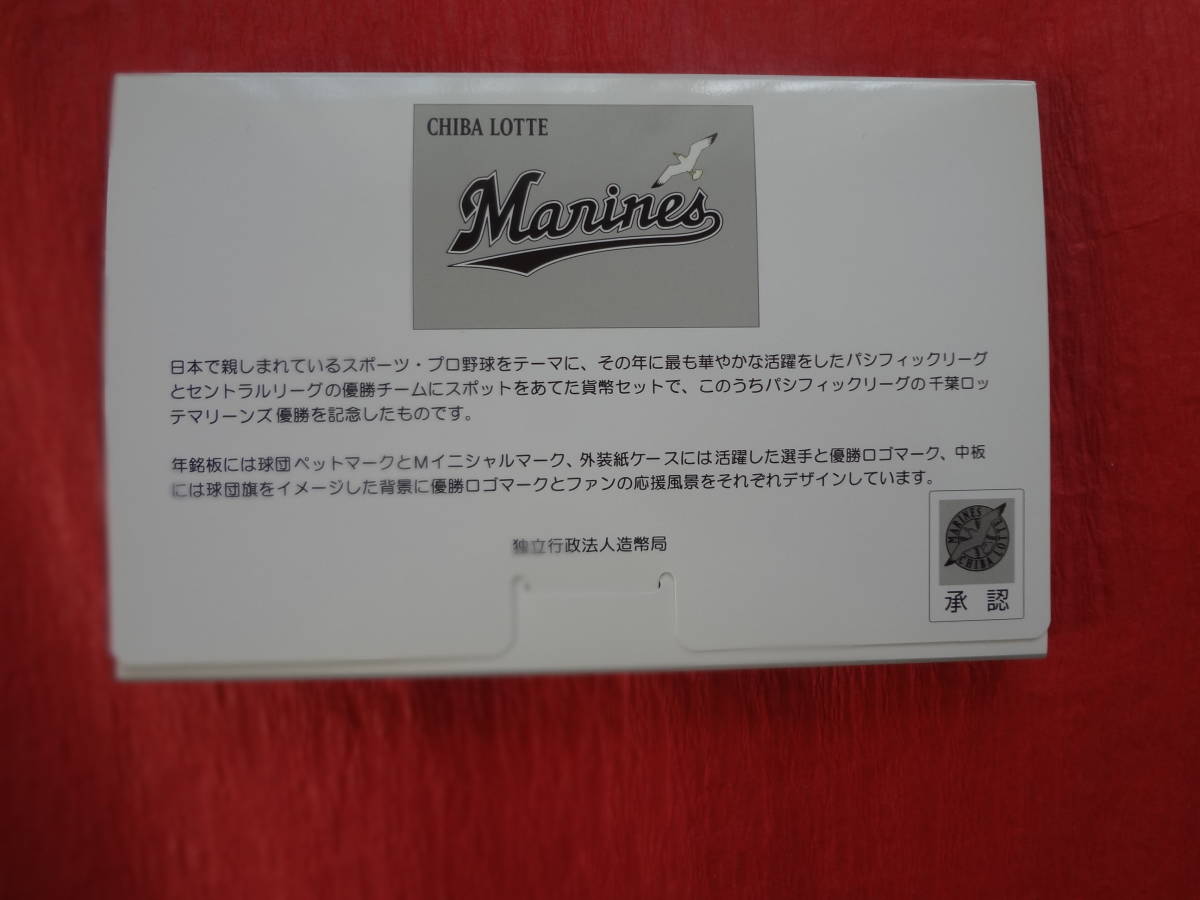 CHIBA LOTTE
Marines
日本で親しまれているスポーツ・プロ野球をテーマに、その年に最も華やかな活躍をしたパシフィックリーグ
とセントラルリーグの優勝チームにスポットをあてた貨幣セットで、このうちパシフィックリーグの千葉ロッ
テマリーンズ優勝を記念したものです。
年銘板には球団ペットマークとMイニシャルマーク、外装紙ケースには活躍した選手と優勝ロゴマーク、中板
には球団旗をイメージした背景に優勝ロゴマークとファンの応援風景をそれぞれデザインしています。
独立行政法人造幣局
MARINES
CHIBA LOTTE
承認